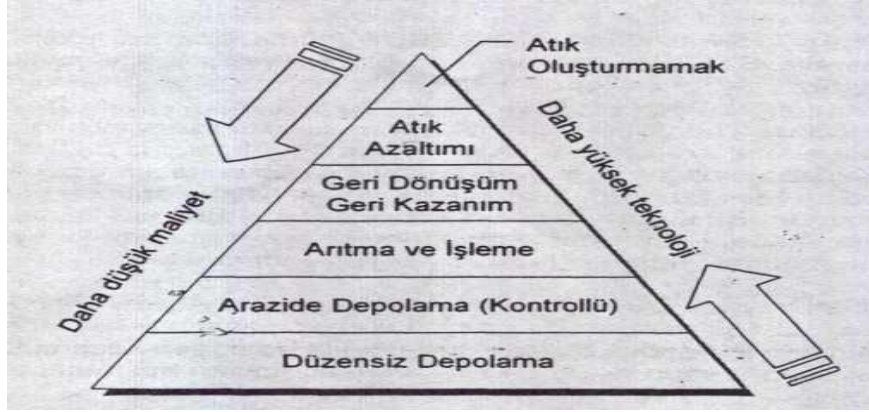 Atık
Oluşturmamak
Atık
Azaltımı
Geri Dönüşüm
Geri Kazanım
Arıtma ve İşleme
Arazide Depolama (Kontrollü)
Düzensiz Depolama
Daha düşük maliyet
Daha yüksek teknoloji